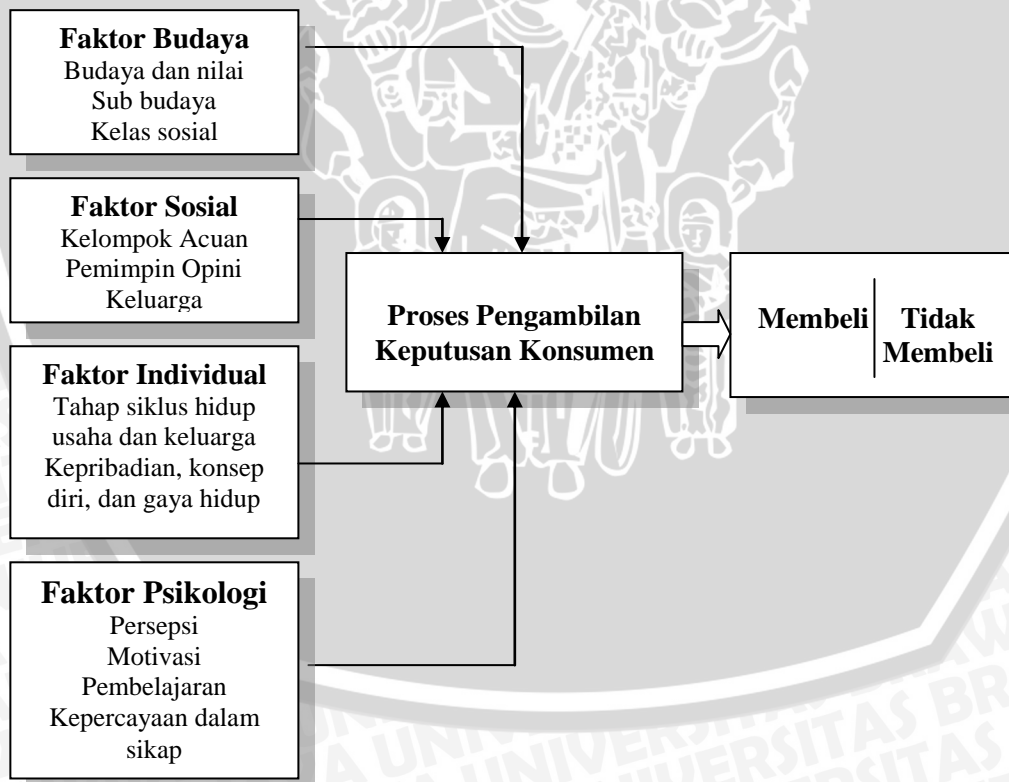 Faktor Budaya
Budaya dan nilai
Sub budaya
Kelas sosial
Faktor Sosial
Kelompok Acuan
Pemimpin Opini
Keluarga
Faktor Individual
Tahap siklus hidup
usaha dan keluarga
Kepribadian, konsep
diri, dan gaya hidup
Faktor Psikologi
Persepsi
Motivasi
Pembelajaran
Kepercayaan dalam
sikap
Proses Pengambilan
Keputusan Konsumen
Membeli
Tidak
Membeli